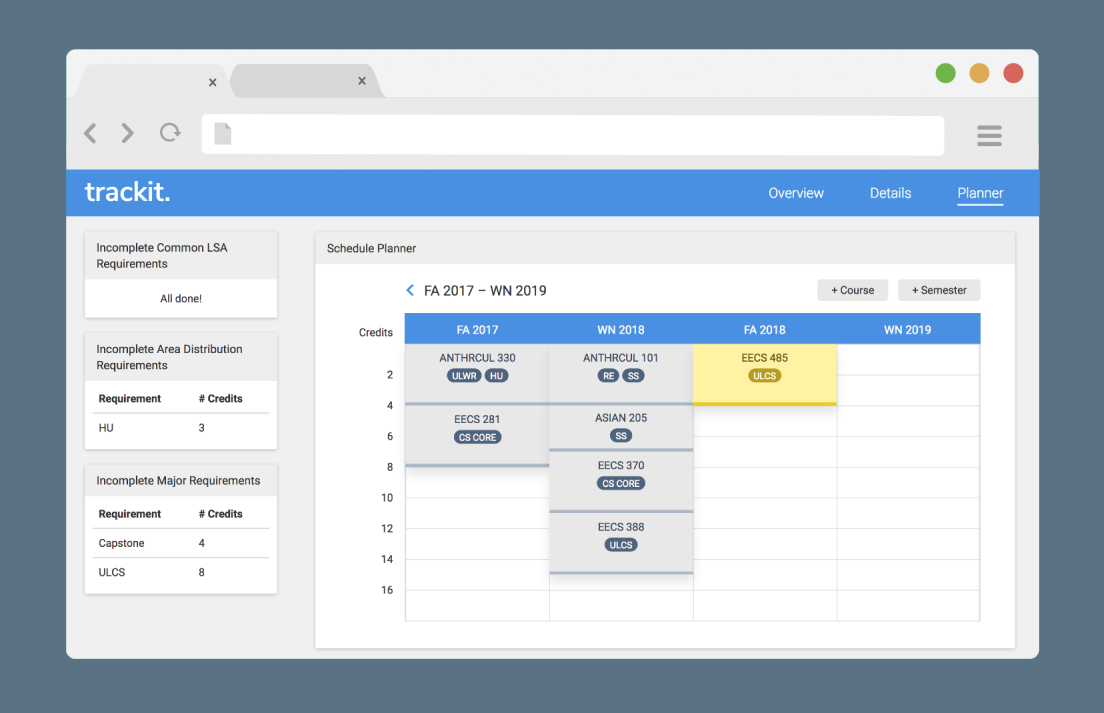 x
x
trackit.
Overview Details Planner
Incomplete Common LSA
Requirements
All done!
Incomplete Area Distribution
Requirements
Requirement # Credits
HU 3
Incomplete Major Requirements
Requirement # Credits
Capstone 4
ULCS 8
Schedule Planner
FA 2017 – WN 2019
+ Course + Semester
Credits FA 2017 WN 2018 FA 2018 WN 2019
ANTHRCUL 330 ANTHRCUL 101 EECS 485
2 ULWR HU RE SS ULCS
4
EECS 281 ASIAN 205
6 CS CORE SS
8 EECS 370
CS CORE
10
12 EECS 388
ULCS
14
16